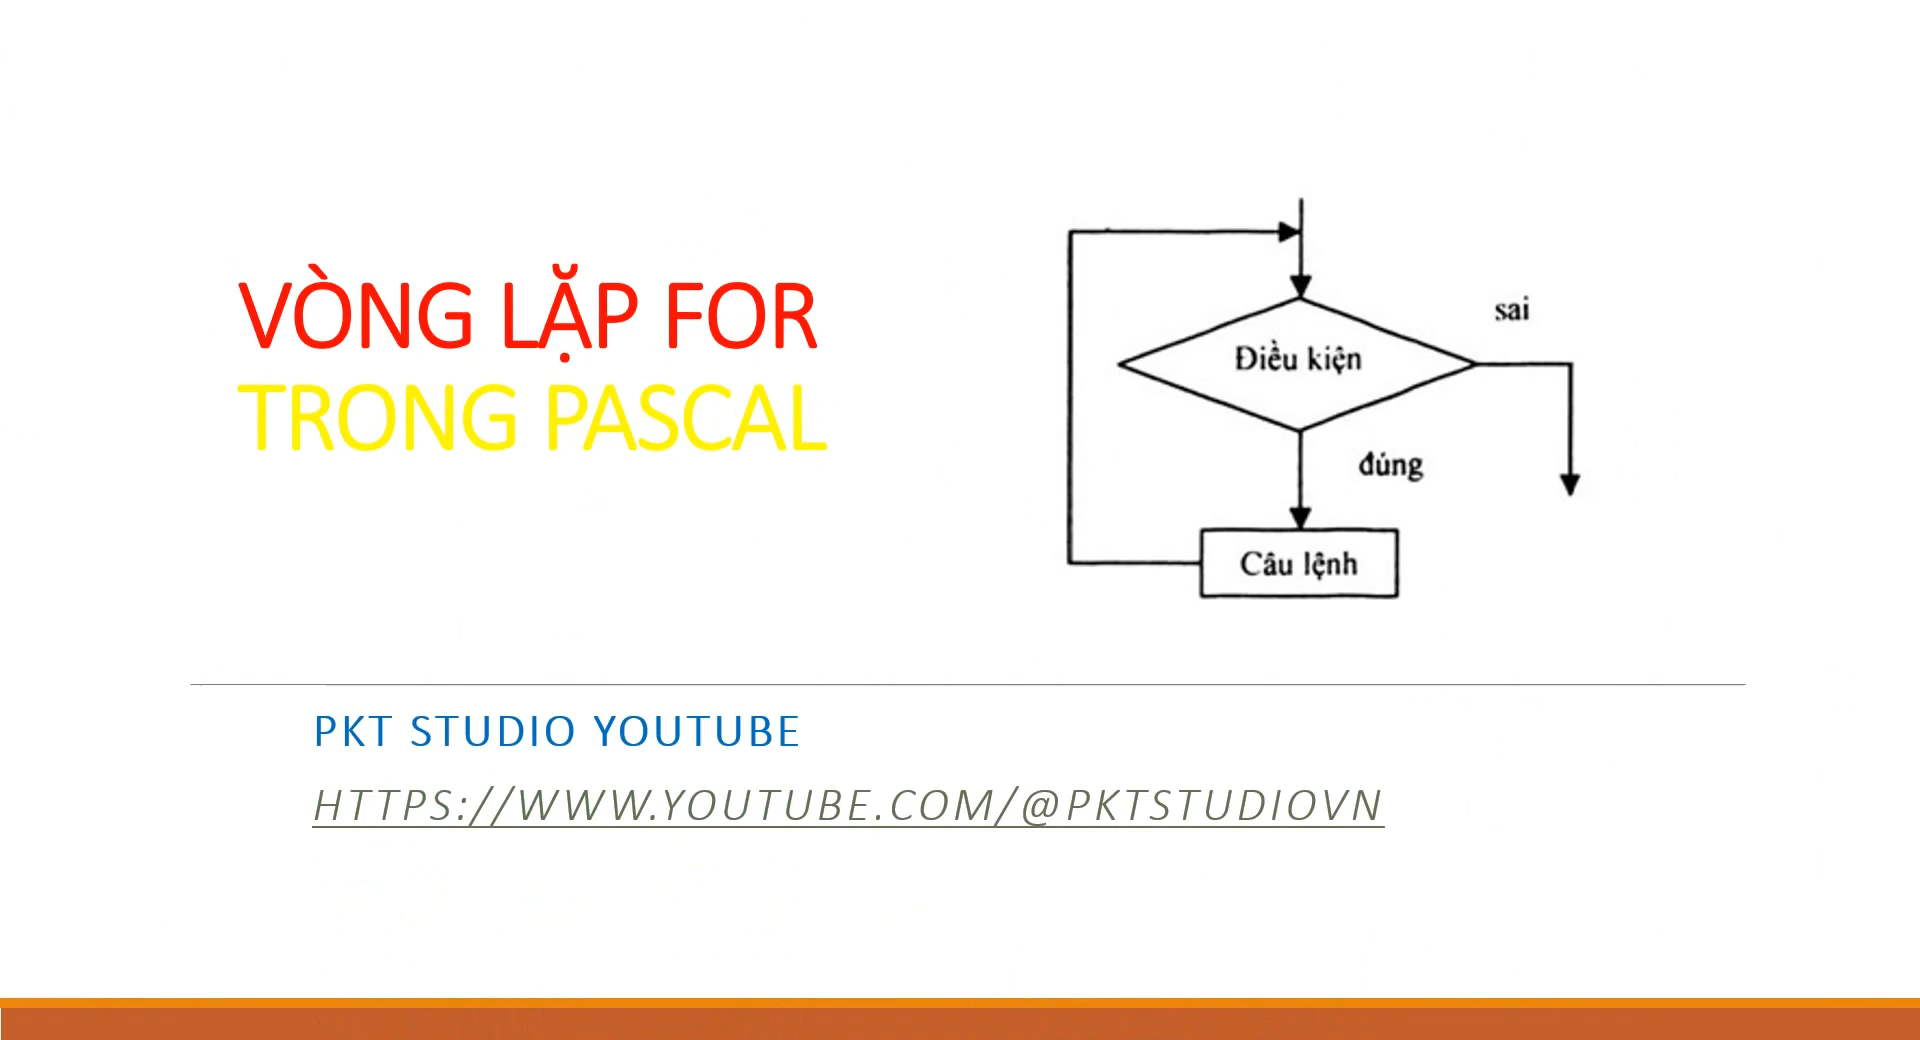 VÒNG LẶP FOR
TRONG PASCAL
sai
Điều kiện
đúng
Câu lệnh
PKT STUDIO YOUTUBE
HTTPS://WWW.YOUTUBE.COM/@PKTSTUDIOVN